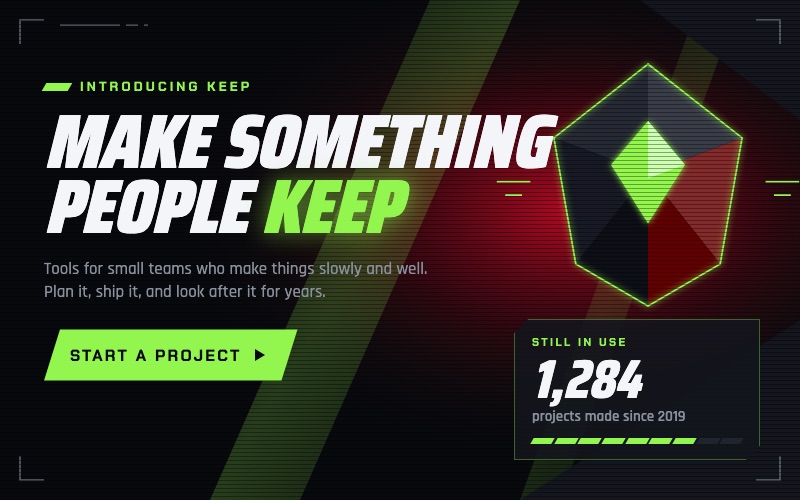 INTRODUCING KEEP
MAKE SOMETHING
PEOPLE KEEP
Tools for small teams who make things slowly and well.
Plan it, ship it, and look after it for years.
START A PROJECT
STILL IN USE
1,284
projects made since 2019